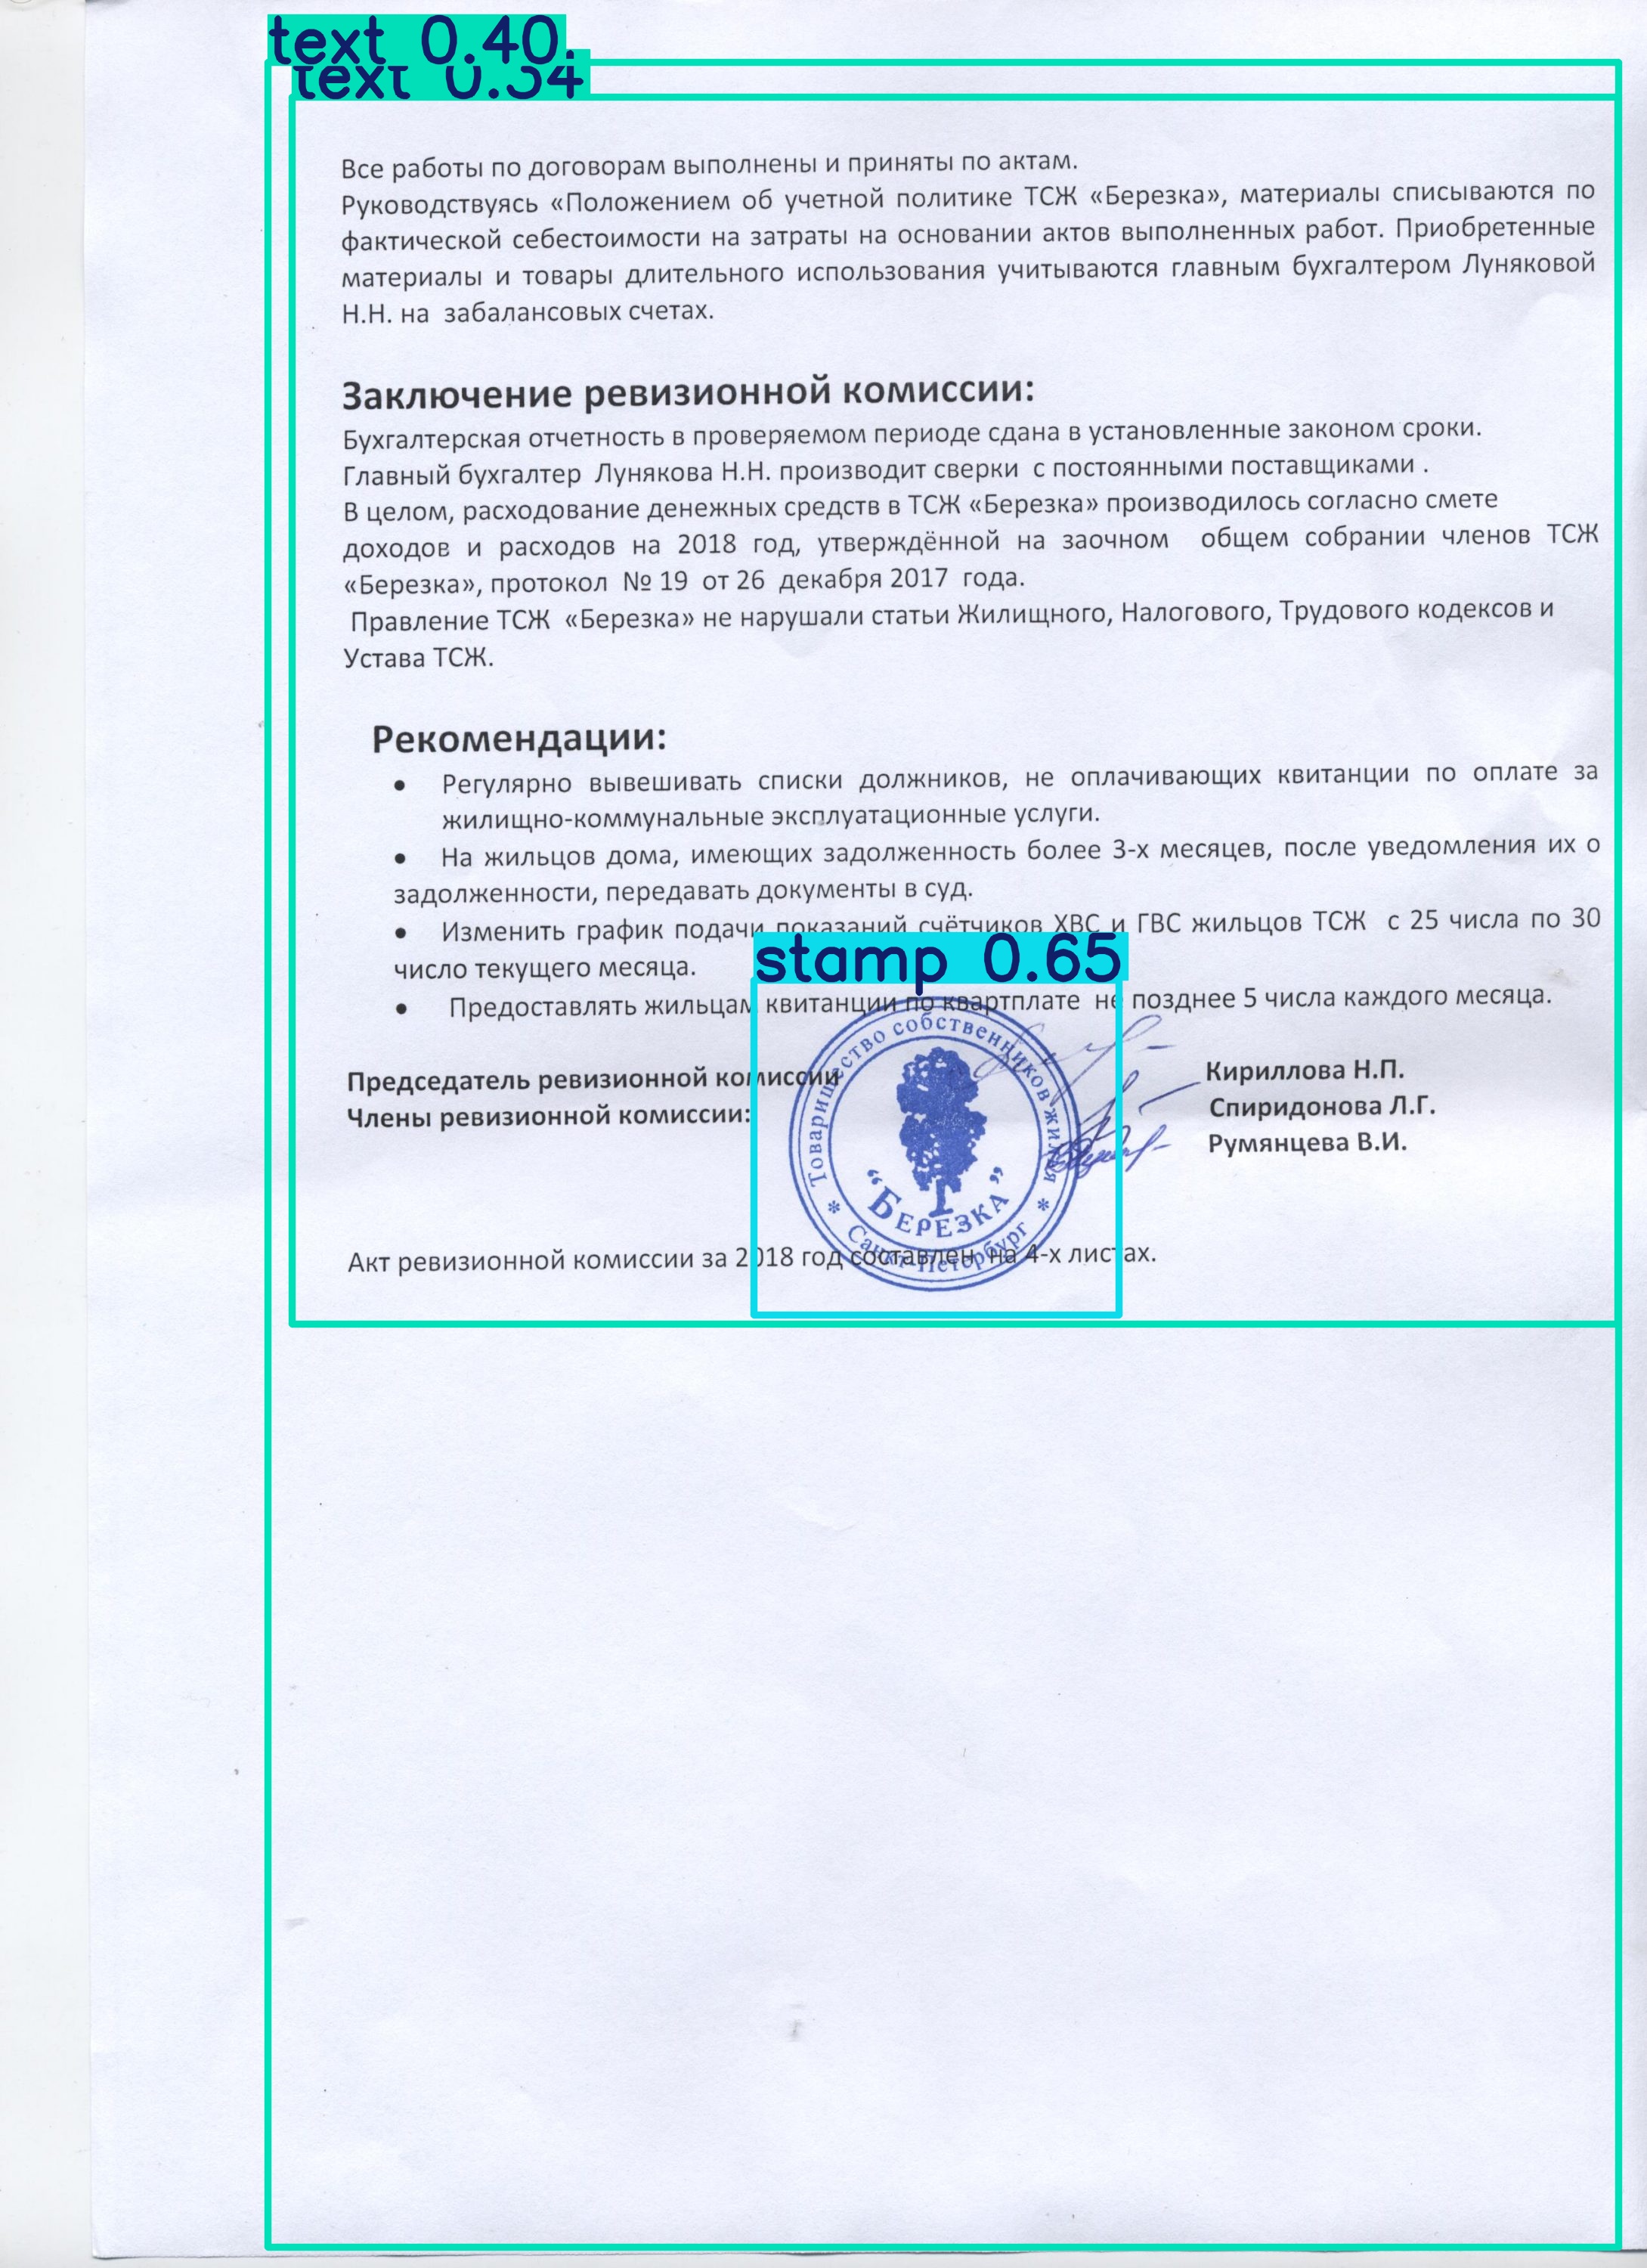 text 0.40
text 0.34
Все работы по договорам выполнены и приняты по актам.
Руководствуясь «Положением об учетной политике ТСЖ «Березка», материалы списываются по
фактической себестоимости на затраты на основании актов выполненных работ. Приобретенные
материалы и товары длительного использования учитываются главным бухгалтером Луняковой
Н.Н. на забалансовых счетах.
Заключение ревизионной комиссии:
Бухгалтерская отчетность в проверяемом периоде сдана в установленные законом сроки.
Главный бухгалтер Лунякова Н.Н. производит сверки с постоянными поставщиками .
В целом, расходование денежных средств в ТСЖ «Березка» производилось согласно смете
доходов и расходов на 2018 год, утверждённой на заочном общем собрании членов ТСЖ
«Березка», протокол № 19 от 26 декабря 2017 года.
Правление ТСЖ «Березка» не нарушали статьи Жилищного, Налогового, Трудового кодексов и
Устава ТСЖ.
Рекомендации:
• Регулярно вывешивать списки должников, не оплачивающих квитанции по оплате за
жилищно-коммунальные эксплуатационные услуги.
• На жильцов дома, имеющих задолженность более 3-х месяцев, после уведомления их о
задолженности, передавать документы в суд.
• Изменить график подачи показаний счётчиков ХВС и ГВС жильцов ТСЖ с 25 числа по 30
число текущего месяца.
stamp 0.65
• Предоставлять жильцам квитанции по квартплате не позднее 5 числа каждого месяца.
Председатель ревизионной комиссии Кириллова Н.П.
Члены ревизионной комиссии: Спиридонова Л.Г.
Румянцева В.И.
Товарищество собственников жилья
"БЕРЕЗКА"
* Санкт-Петербург *
Акт ревизионной комиссии за 2018 год составлен на 4-х листах.